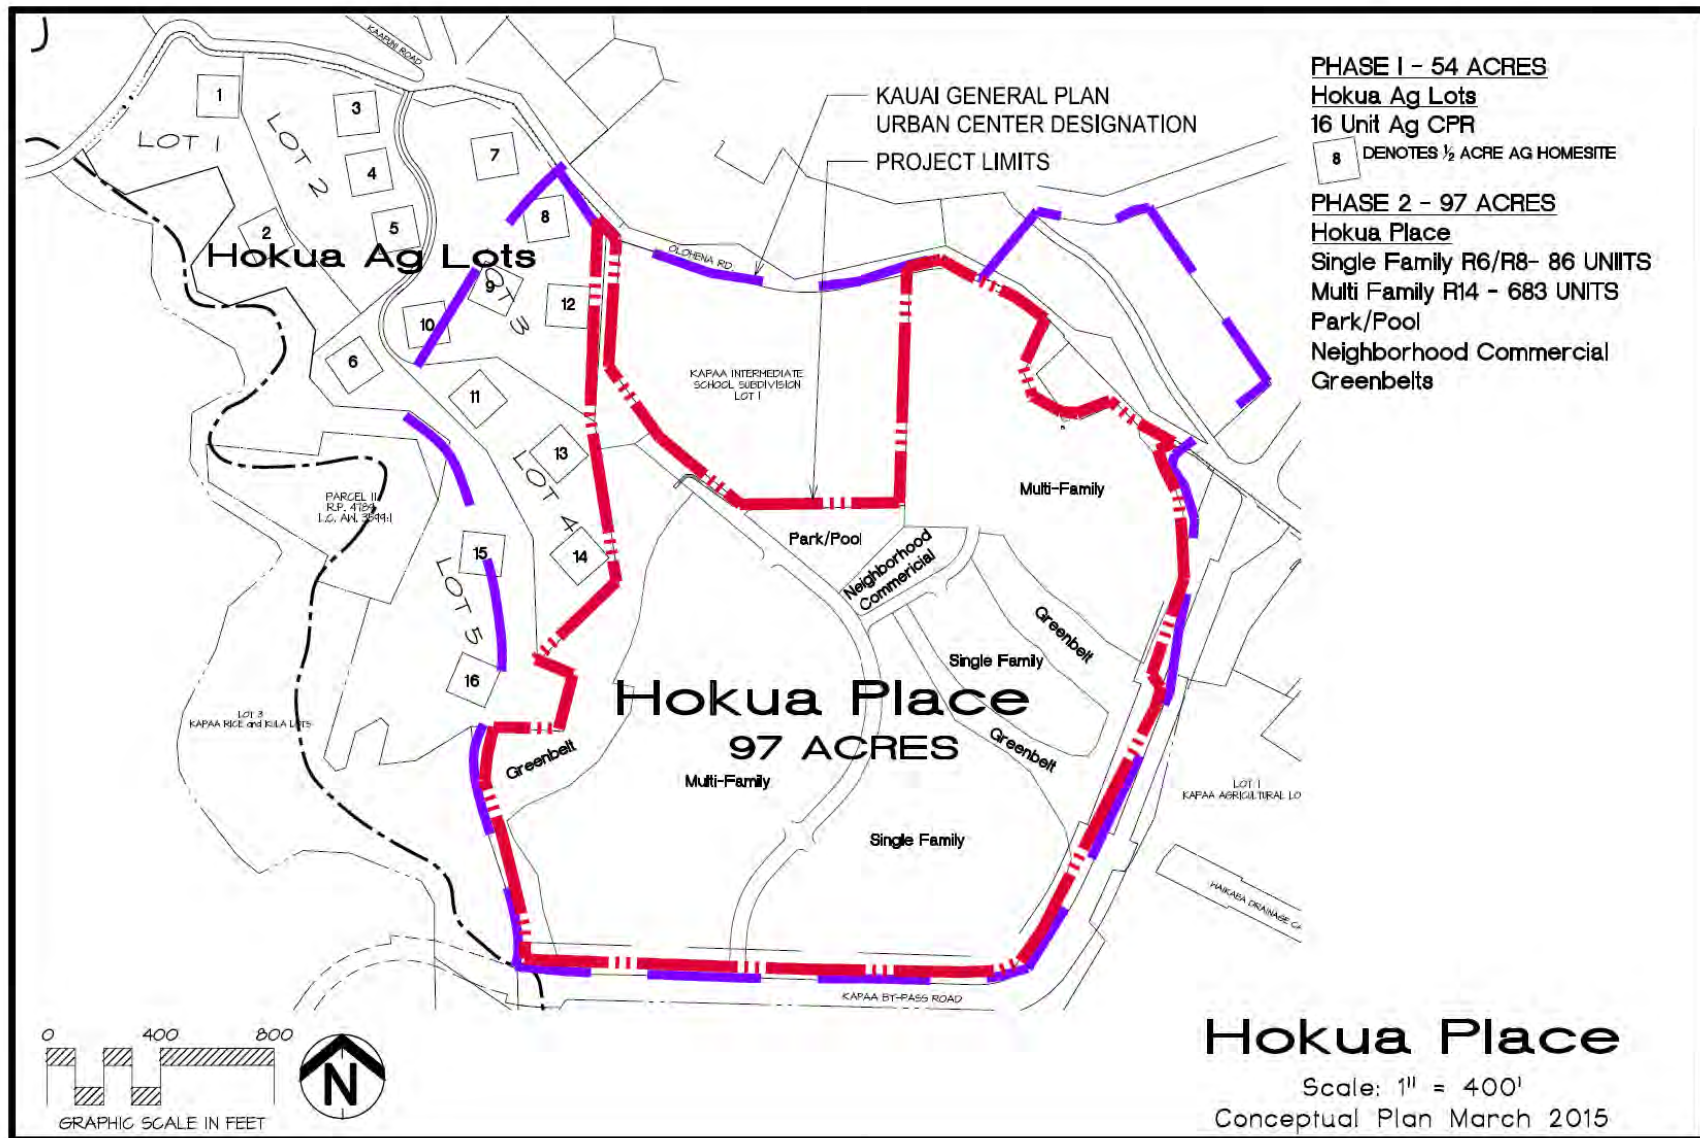 KAAPUNI ROAD
KAUAI GENERAL PLAN
URBAN CENTER DESIGNATION
PROJECT LIMITS
PHASE I - 54 ACRES
Hokua Ag Lots
16 Unit Ag CPR
8 DENOTES ½ ACRE AG HOMESITE
PHASE 2 - 97 ACRES
Hokua Place
Single Family R6/R8- 86 UNIITS
Multi Family R14 - 683 UNITS
Park/Pool
Neighborhood Commercial
Greenbelts
1
LOT 1
LOT 2
3
4
5
2
7
8
Hokua Ag Lots
OLOHENA RD.
9
LOT 3
10
12
6
11
KAPAA INTERMEDIATE
SCHOOL SUBDIVISION
LOT 1
13
LOT 4
14
PARCEL II
R.P. 4784
15
LOT 5
16
Multi-Family
Park/Pool
Neighborhood
Commericial
Greenbelt
Single Family
Hokua Place
97 ACRES
Greenbelt
Greenbelt
Multi-Family
Single Family
LOT 3
KAPAA RICE and KULA LOTS
LOT 1
KAPAA AGRICULTURAL LO
HAIKABA DRAINAGE CA
KAPAA BY-PASS ROAD
0 400 800
GRAPHIC SCALE IN FEET
N
Hokua Place
Scale: 1" = 400'
Conceptual Plan March 2015